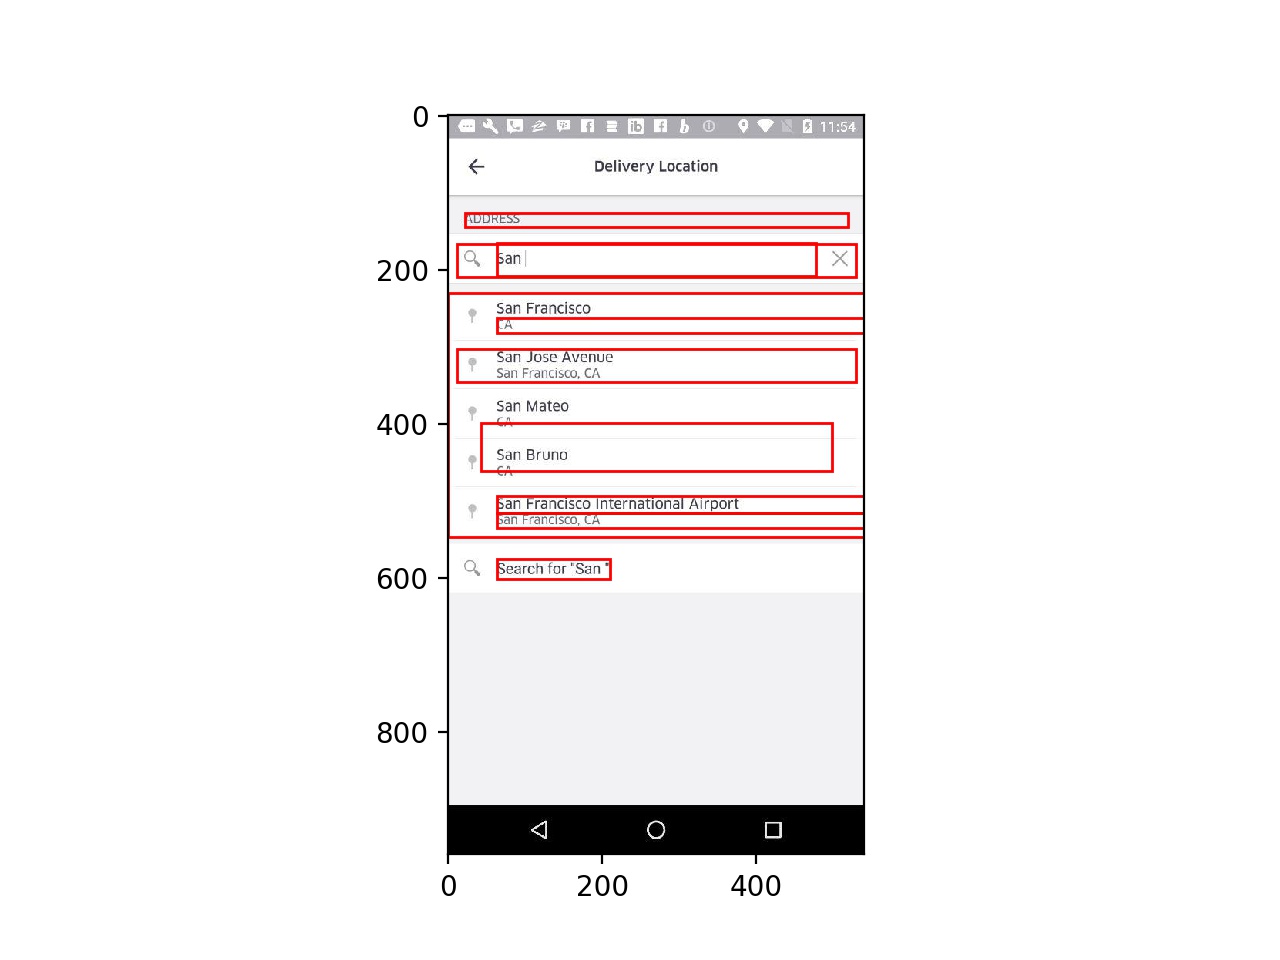 0
11:54
Delivery Location
ADDRESS
200
San
San Francisco
CA
San Jose Avenue
San Francisco, CA
San Mateo
400
CA
San Bruno
CA
San Francisco International Airport
San Francisco, CA
600
Search for "San "
800
0
200
400